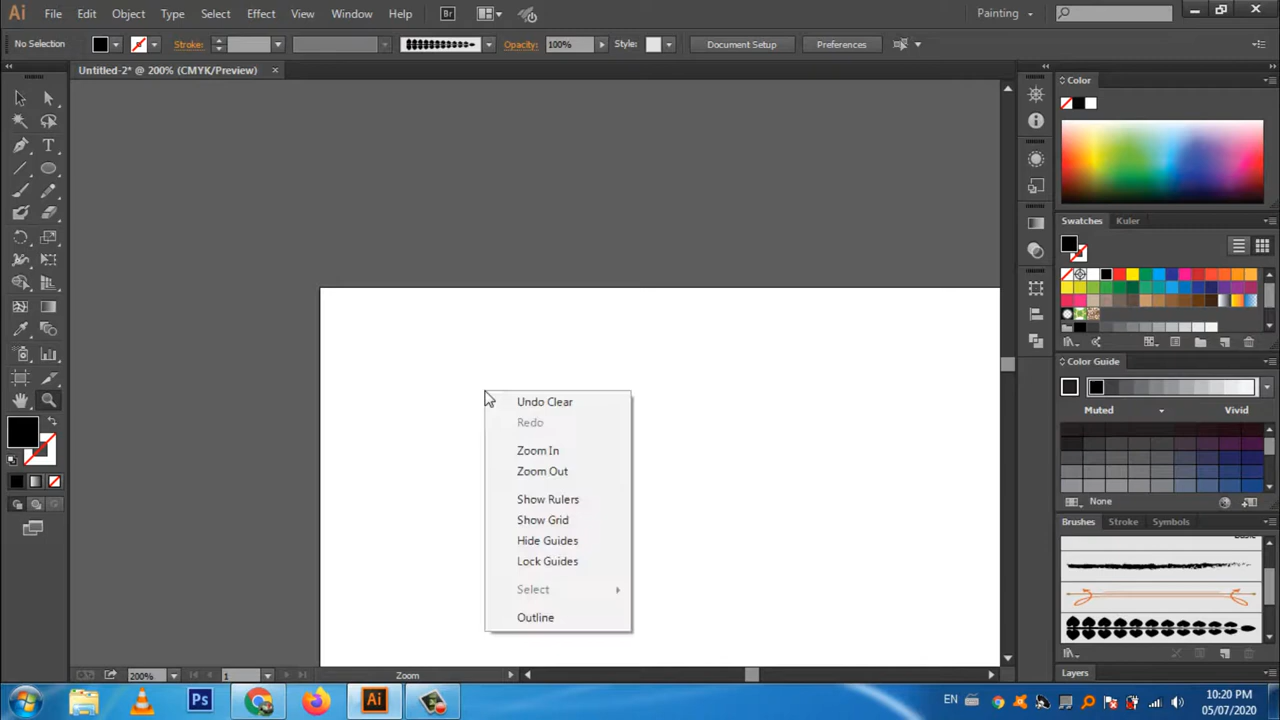 Ai File Edit Object Type Select Effect View Window Help Br Painting
No Selection Stroke: Opacity: 100% Style: Document Setup Preferences
Untitled-2* @ 200% (CMYK/Preview) ×
Color
T
Swatches Kuler
Color Guide
Undo Clear
Redo
Muted Vivid
Zoom In
Zoom Out
Show Rulers
None
Show Grid
Brushes Stroke Symbols
Hide Guides
Basic
Lock Guides
Select
Outline
200% 1 Zoom
Layers
Ps Ai EN
10:20 PM
05/07/2020